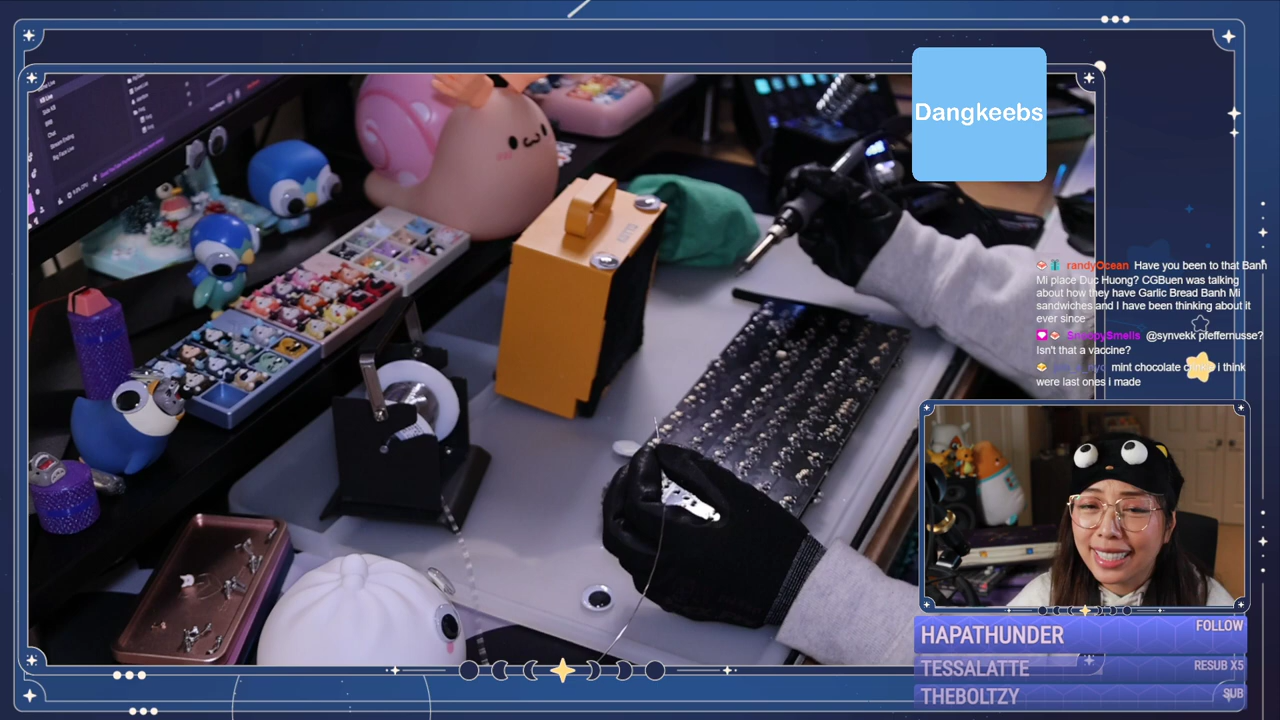 Dangkeebs
randyOcean Have you been to that Banh
Mi place Duc Huong? CGBuen was talking
about how they have Garlic Bread Banh Mi
sandwiches and I have been thinking about it
ever since
@synvekk pfeffernusse?
Isn't that a vaccine?
mint chocolate i think
were last ones i made
HAPATHUNDER
FOLLOW
TESSALATTE
RESUB X5
THEBOLTZY
SUB